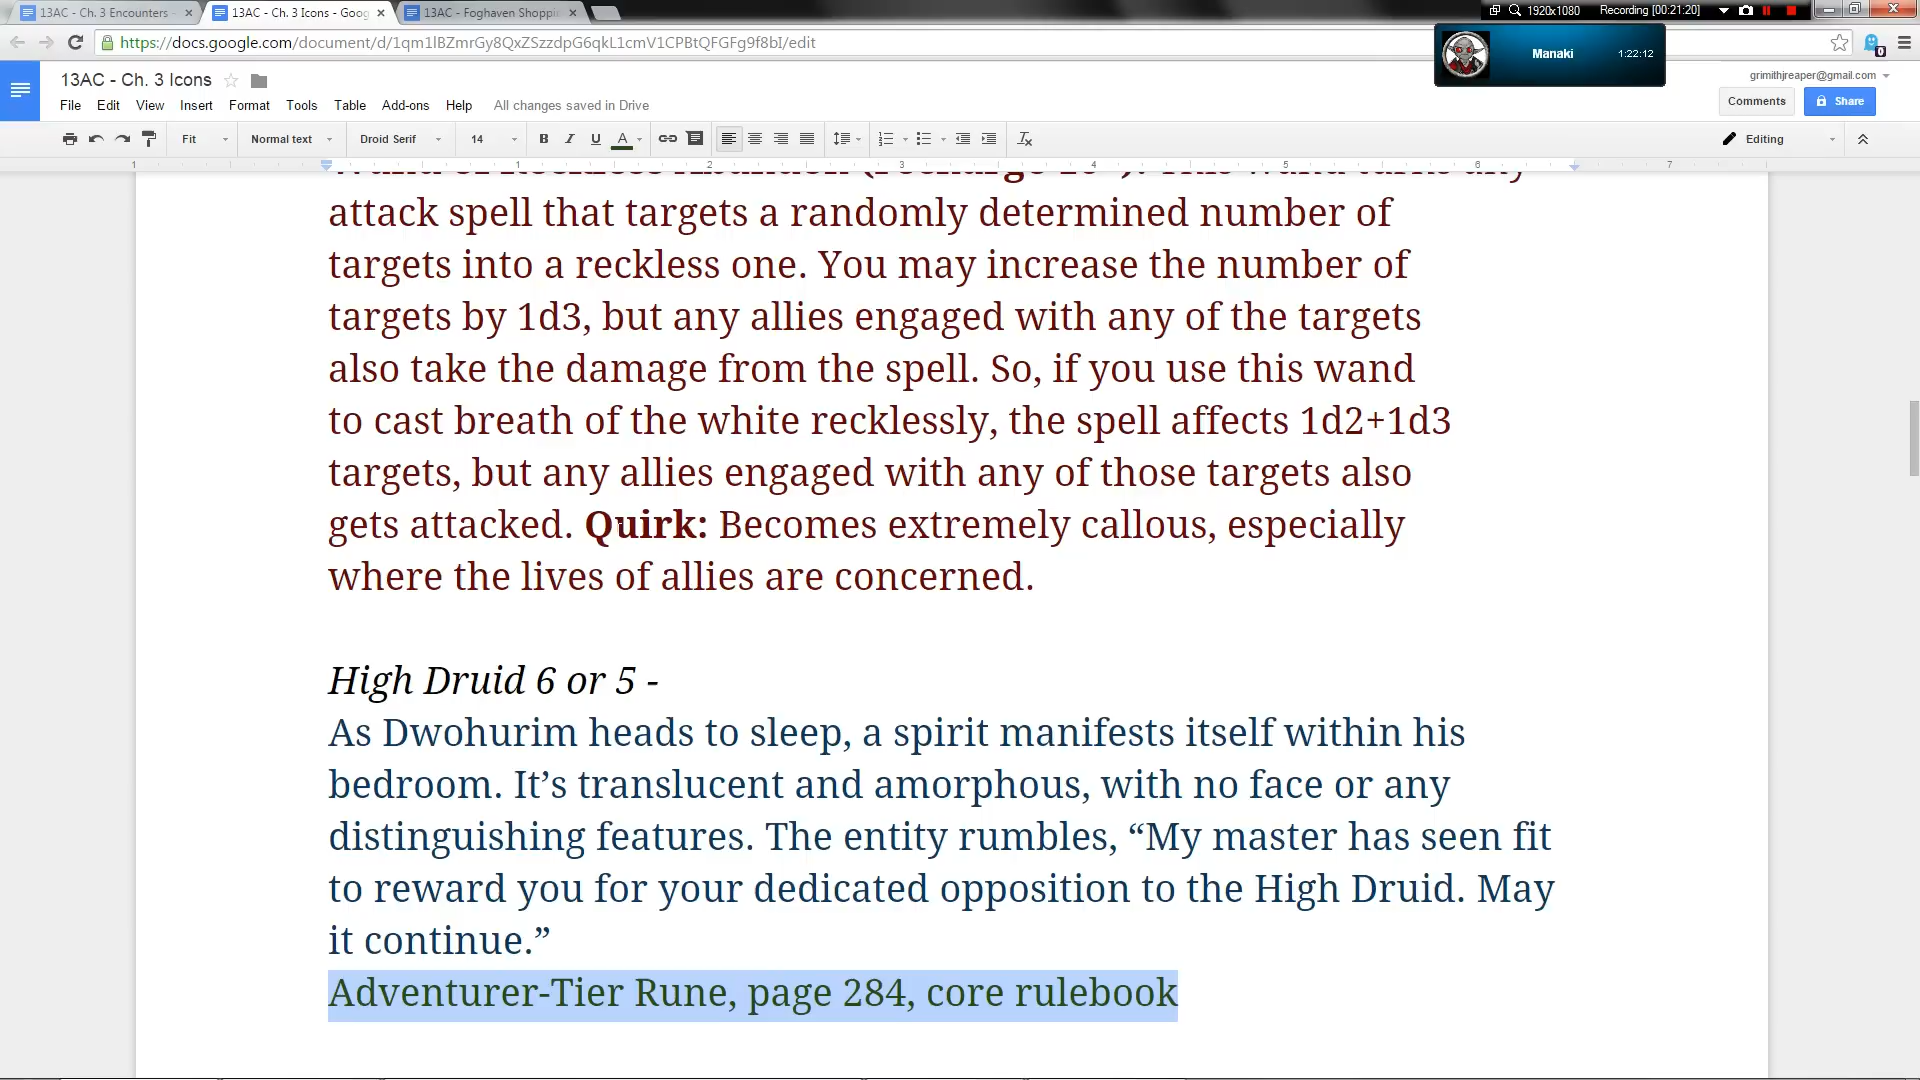 13AC - Ch. 3 Encounters -
13AC - Ch. 3 Icons - Goog
13AC - Foghaven Shoppin
1920x1080
Recording [00:21:20]
https://docs.google.com/document/d/1qm1lBZmrGy8QxZSzzdpG6qkL1cmV1CPBtQFGFg9f8bI/edit
Manaki
1:22:12
0
13AC - Ch. 3 Icons
grimithjreaper@gmail.com
File Edit View Insert Format Tools Table Add-ons Help All changes saved in Drive
Comments
Share
Fit
Normal text
Droid Serif
14
B I U A
Editing
1 1 2 3 4 5 6 7
attack spell that targets a randomly determined number of
targets into a reckless one. You may increase the number of
targets by 1d3, but any allies engaged with any of the targets
also take the damage from the spell. So, if you use this wand
to cast breath of the white recklessly, the spell affects 1d2+1d3
targets, but any allies engaged with any of those targets also
gets attacked. Quirk: Becomes extremely callous, especially
where the lives of allies are concerned.
High Druid 6 or 5 -
As Dwohurim heads to sleep, a spirit manifests itself within his
bedroom. It’s translucent and amorphous, with no face or any
distinguishing features. The entity rumbles, “My master has seen fit
to reward you for your dedicated opposition to the High Druid. May
it continue.”
Adventurer-Tier Rune, page 284, core rulebook